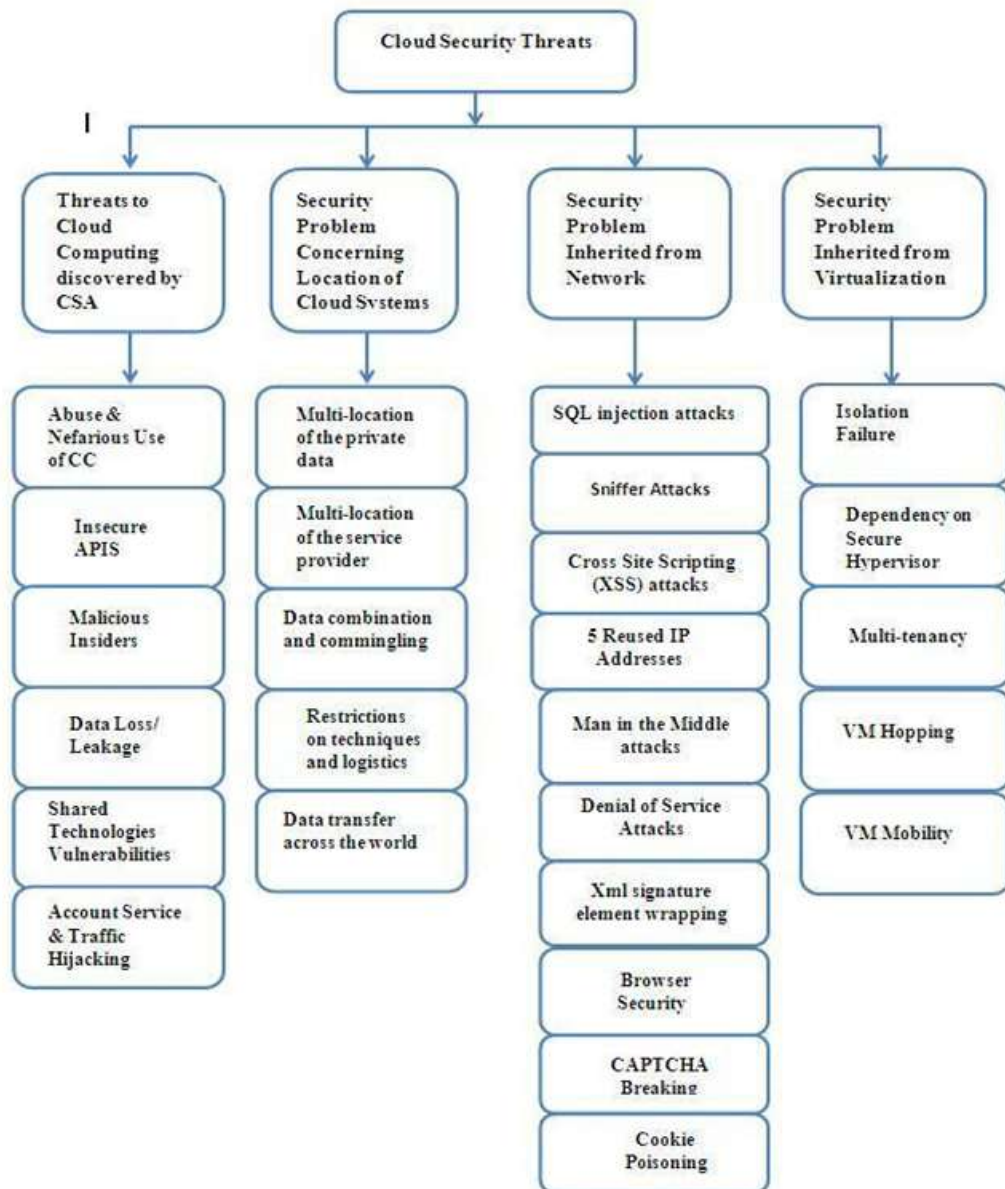 Cloud Security Threats
I
Threats to
Cloud
Computing
discovered by
CSA
Security
Problem
Concerning
Location of
Cloud Systems
Security
Problem
Inherited from
Network
Security
Problem
Inherited from
Virtualization
Abuse &
Nefarious Use
of CC
Insecure
APIS
Malicious
Insiders
Data Loss/
Leakage
Shared
Technologies
Vulnerabilities
Account Service
& Traffic
Hijacking
Multi-location
of the private
data
Multi-location
of the service
provider
Data combination
and commingling
Restrictions
on techniques
and logistics
Data transfer
across the world
SQL injection attacks
Sniffer Attacks
Cross Site Scripting
(XSS) attacks
5 Reused IP
Addresses
Man in the Middle
attacks
Denial of Service
Attacks
Xml signature
element wrapping
Browser
Security
CAPTCHA
Breaking
Cookie
Poisoning
Isolation
Failure
Dependency on
Secure
Hypervisor
Multi-tenancy
VM Hopping
VM Mobility